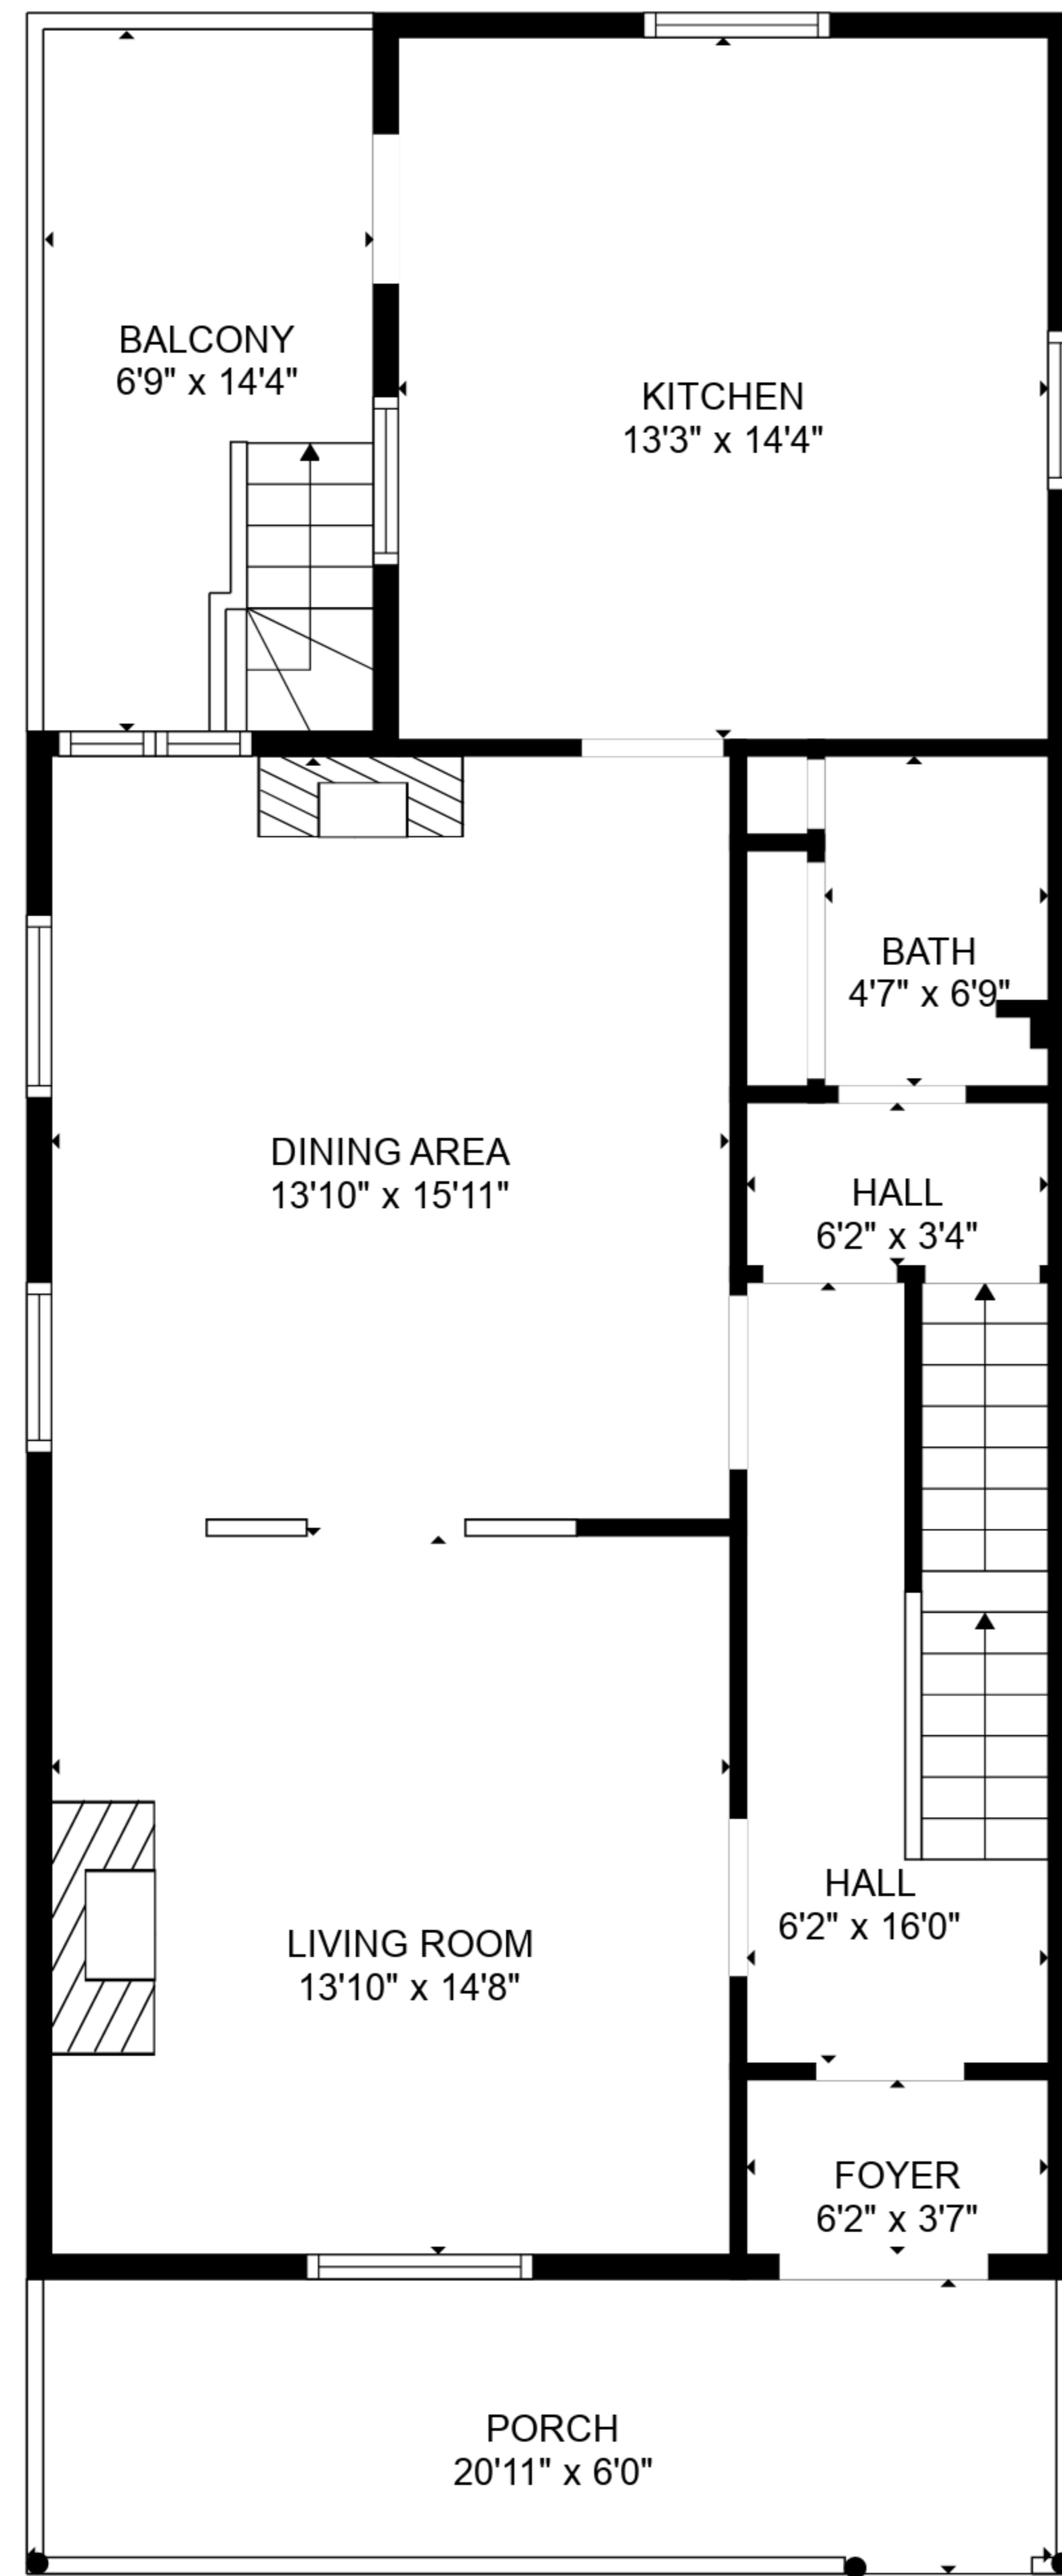 BALCONY
6'9" x 14'4"
KITCHEN
13'3" x 14'4"
BATH
4'7" x 6'9"
DINING AREA
13'10" x 15'11"
HALL
6'2" x 3'4"
HALL
6'2" x 16'0"
LIVING ROOM
13'10" x 14'8"
FOYER
6'2" x 3'7"
PORCH
20'11" x 6'0"